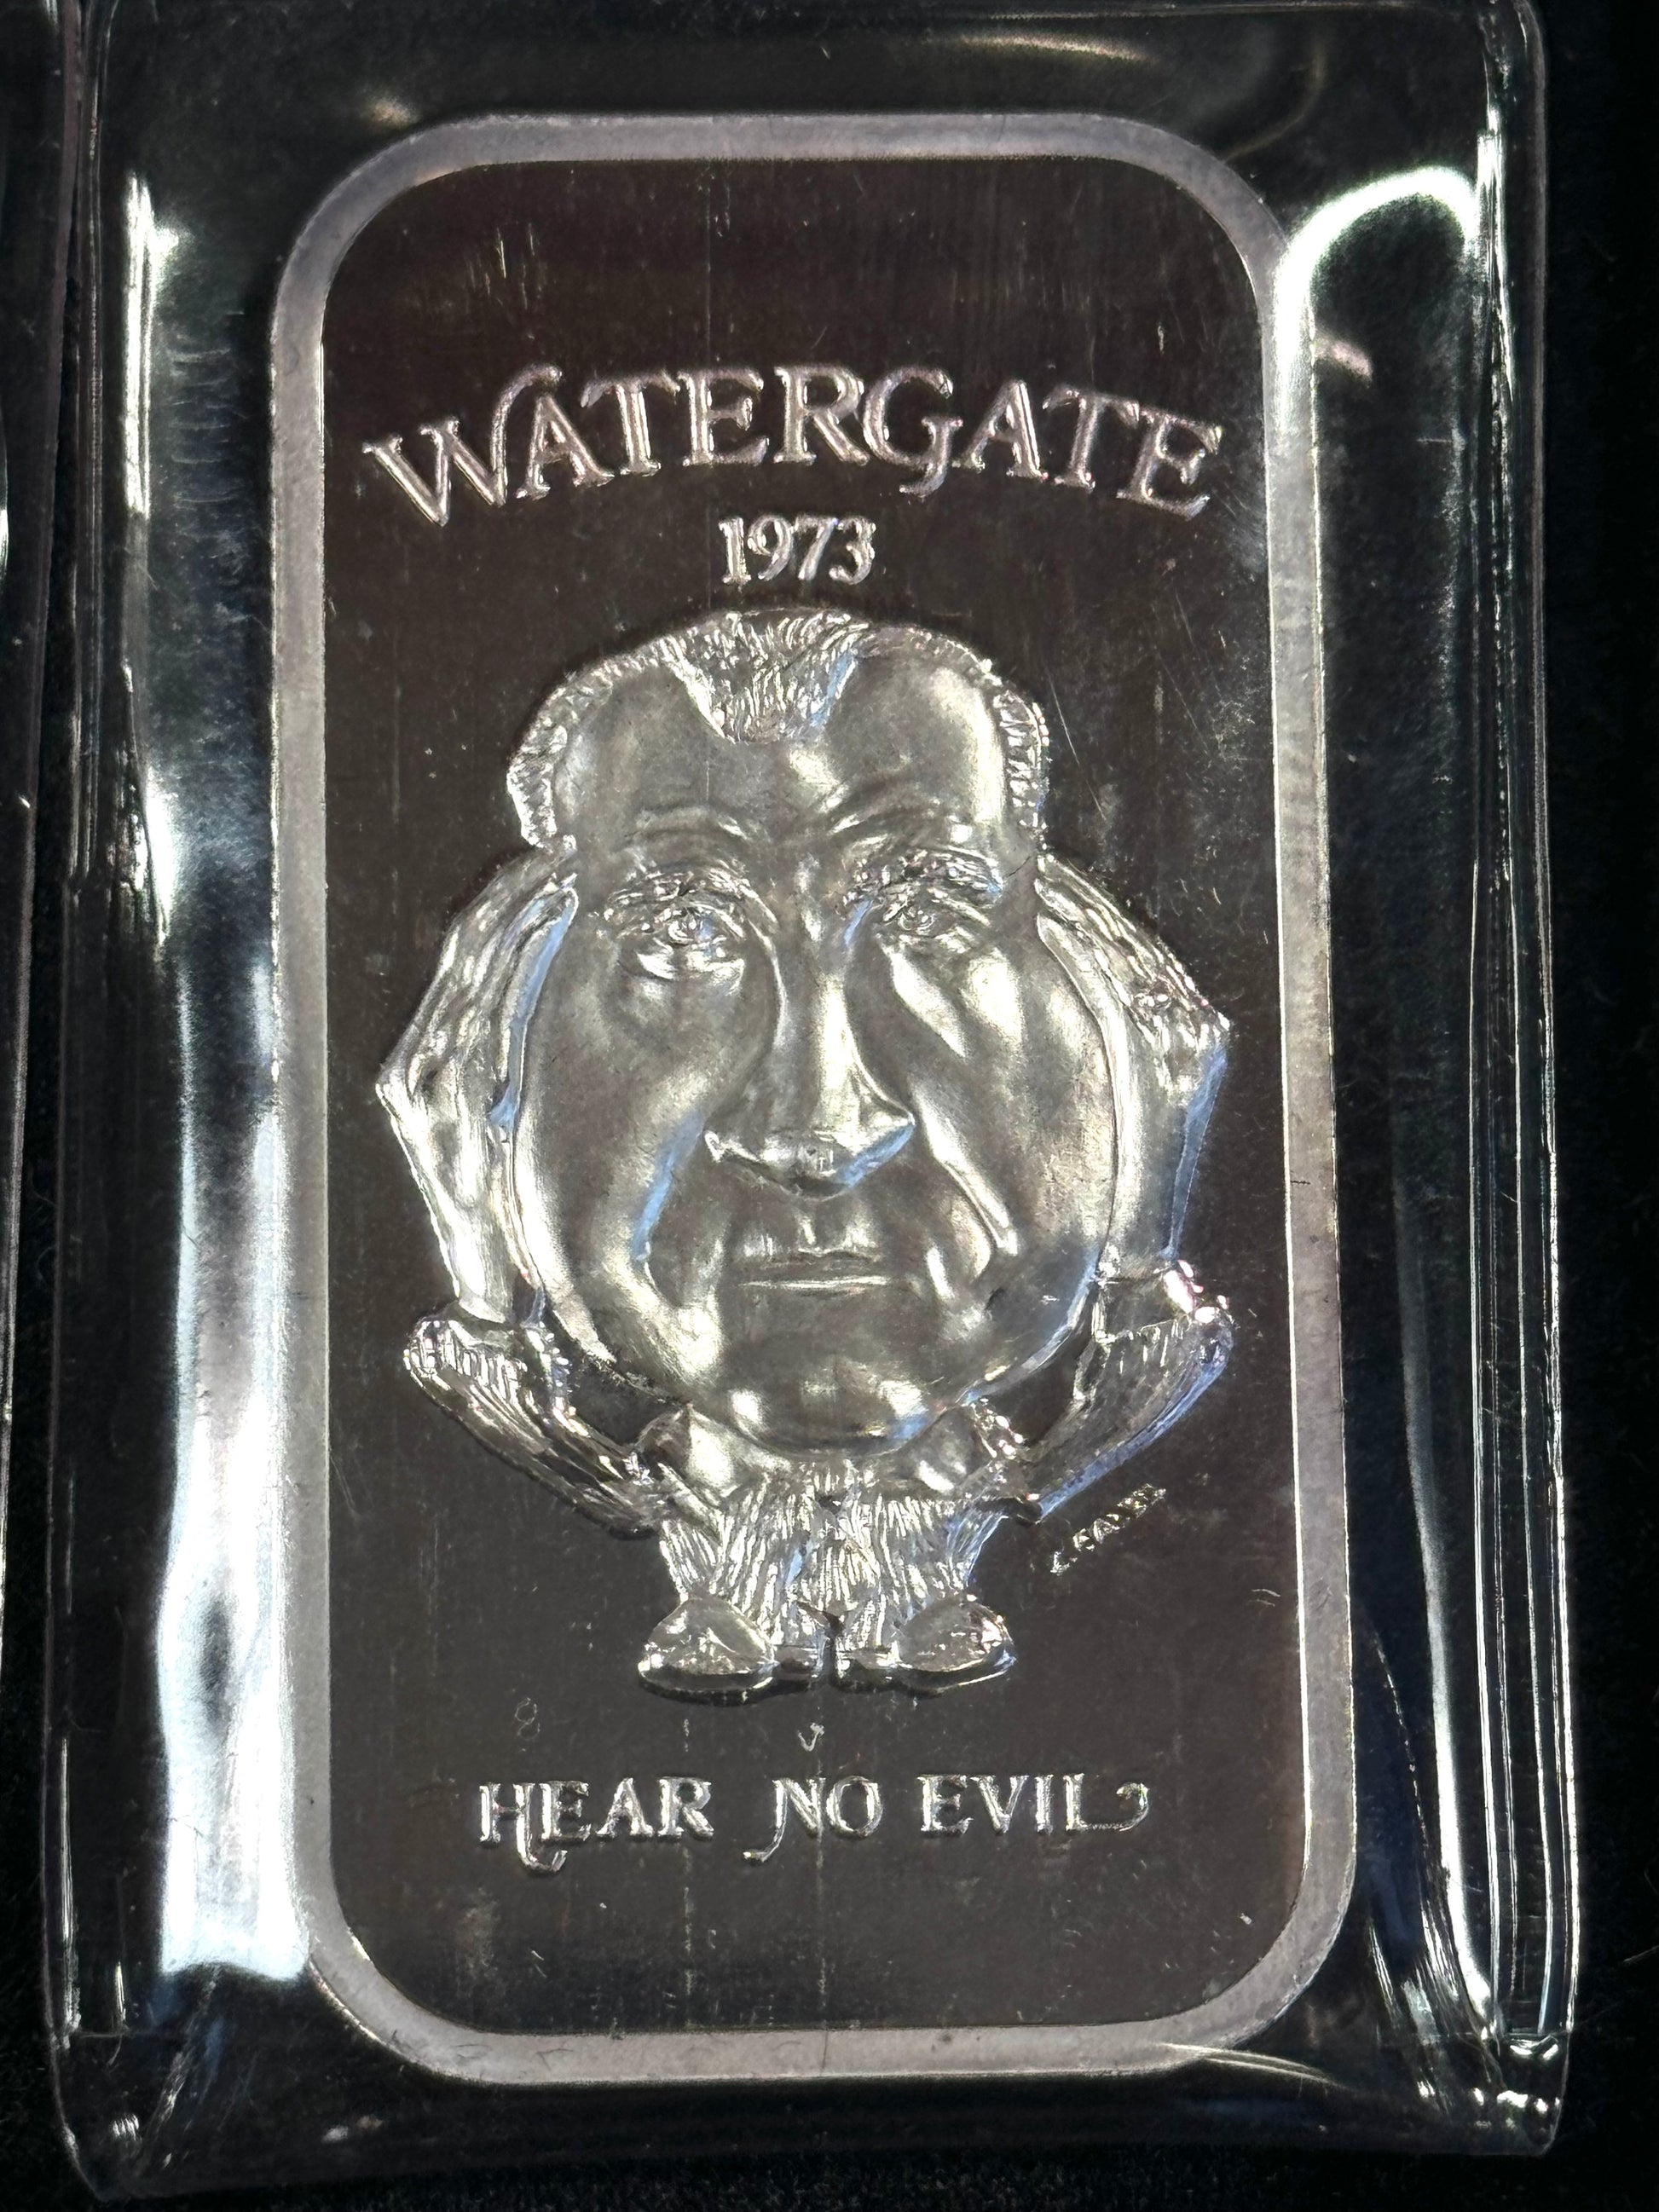 WATERGATE
1973
HEAR NO EVIL